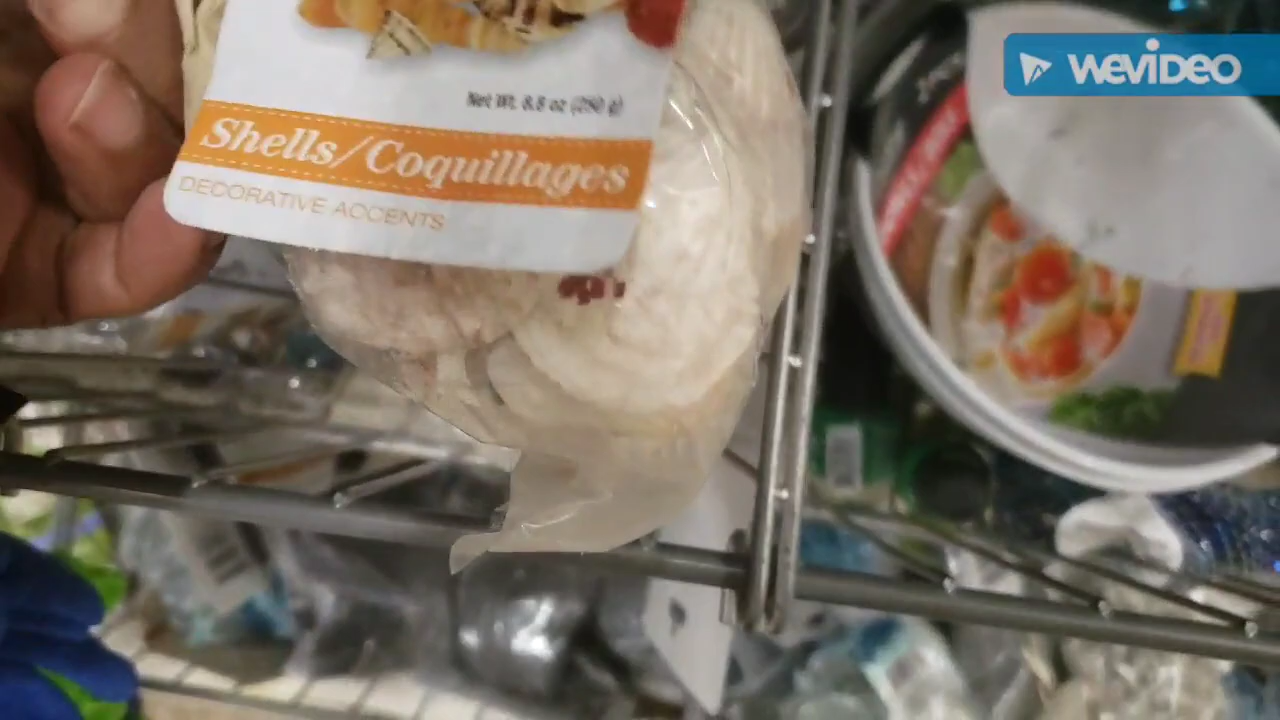 WEVIDEO
Net Wt. 8.8 oz (250 g)
Shells/Coquillages
DECORATIVE ACCENTS